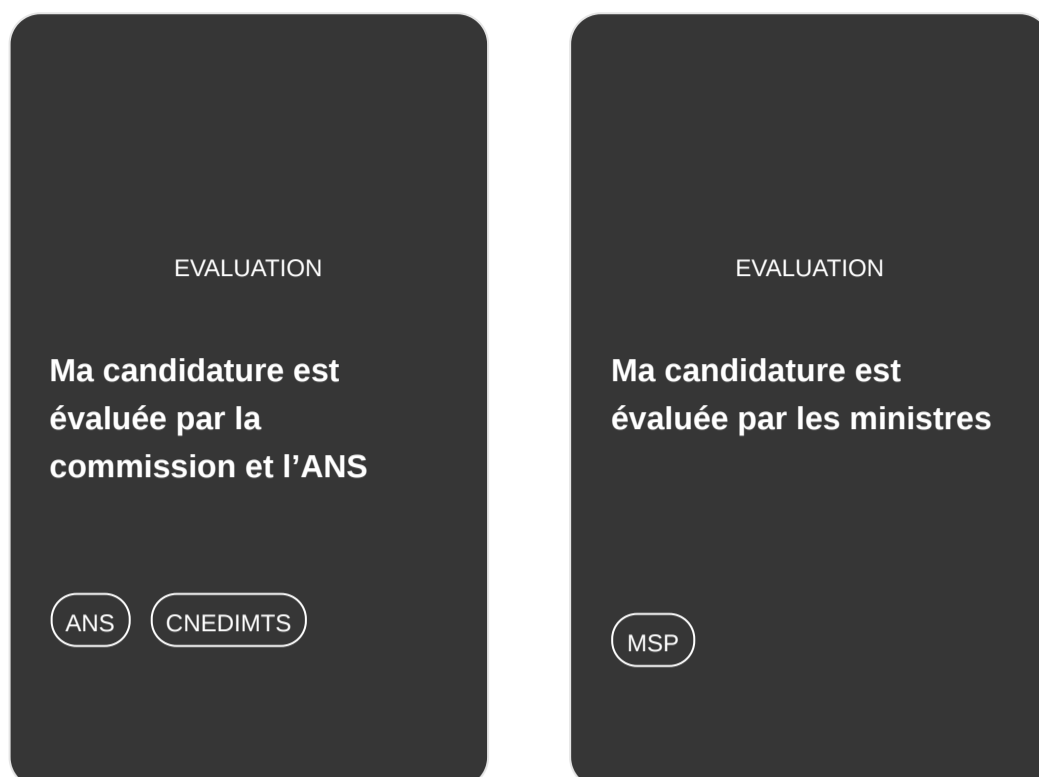 EVALUATION
Ma candidature est
évaluée par la
commission et l’ANS
ANS
CNEDIMTS
EVALUATION
Ma candidature est
évaluée par les ministres
MSP